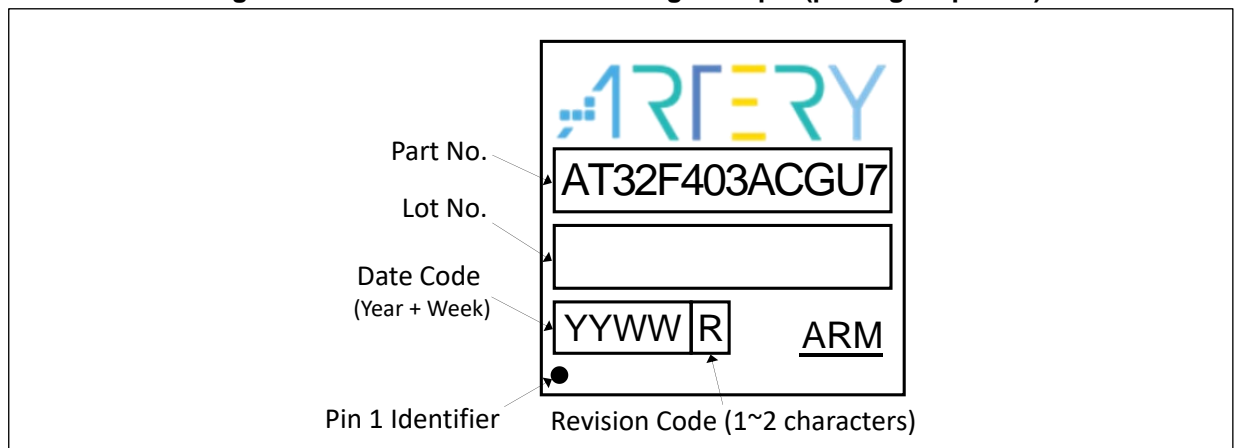 ARTERY
Part No.
AT32F403ACGU7
Lot No.
Date Code
(Year + Week)
YYWW R
ARM
Pin 1 Identifier
Revision Code (1~2 characters)